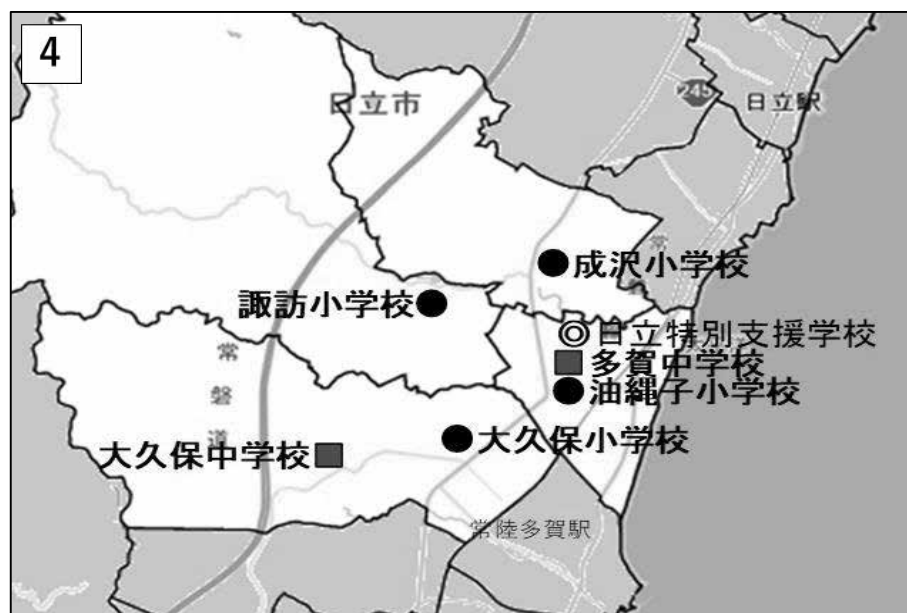 4
日立市
245
日立駅
成沢小学校
諏訪小学校
日立特別支援学校
多賀中学校
油縄子小学校
常磐道
大久保小学校
大久保中学校
常陸多賀駅